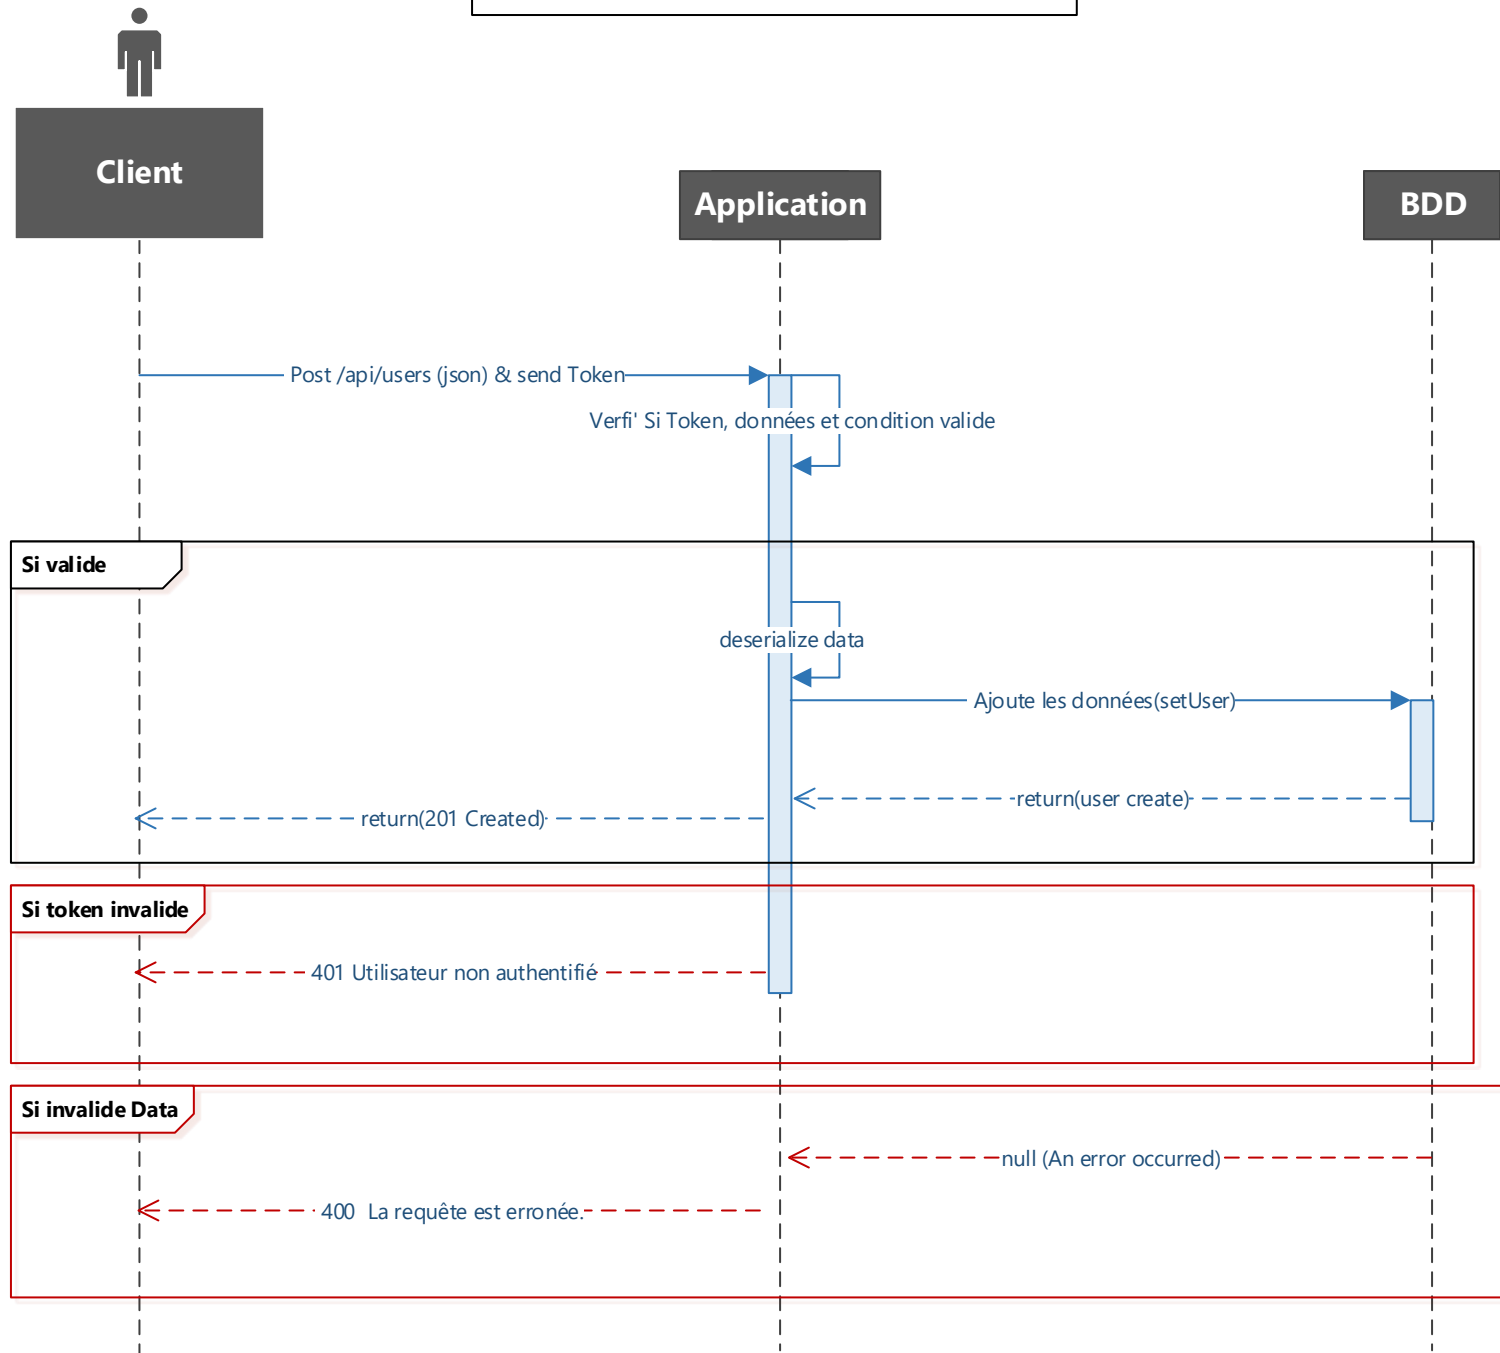 Client
Application
BDD
Post /api/users (json) & send Token
Verfi' Si Token, données et condition valide
Si valide
deserialize data
Ajoute les données(setUser)
return(user create)
return(201 Created)
Si token invalide
401 Utilisateur non authentifié
Si invalide Data
null (An error occurred)
400  La requête est erronée.